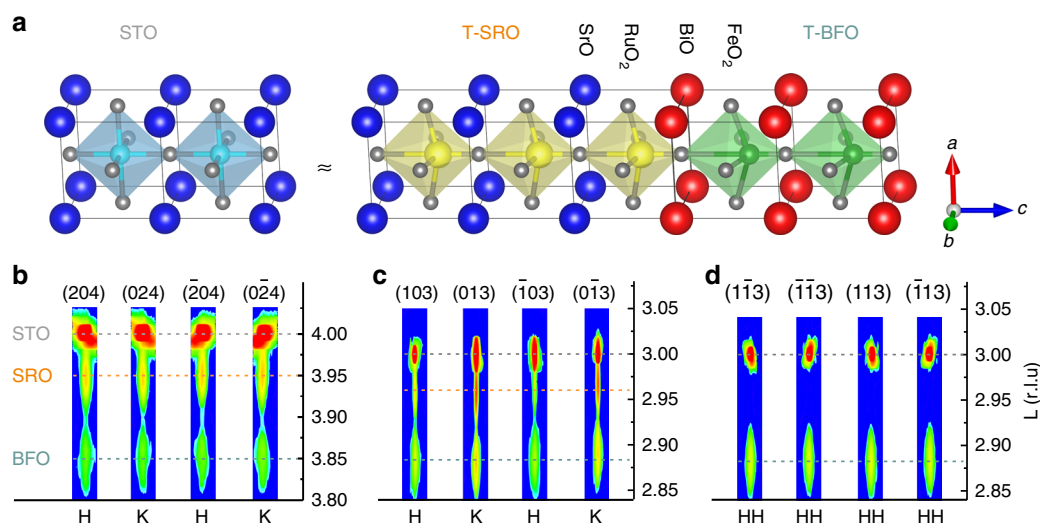 a
STO
T-SRO
SrO
RuO₂
BiO
FeO₂
T-BFO
≈
a
c
b
b
(204) (024) (2̄04) (02̄4)
STO
SRO
BFO
4.00
3.95
3.90
3.85
3.80
H K H K
c
(103) (013) (1̄03) (01̄3)
3.05
3.00
2.95
2.90
2.85
H K H K
d
(11̄3) (1̄1̄3) (113) (1̄13)
3.05
3.00
2.95
2.90
2.85
L (r.l.u)
HH HH HH HH